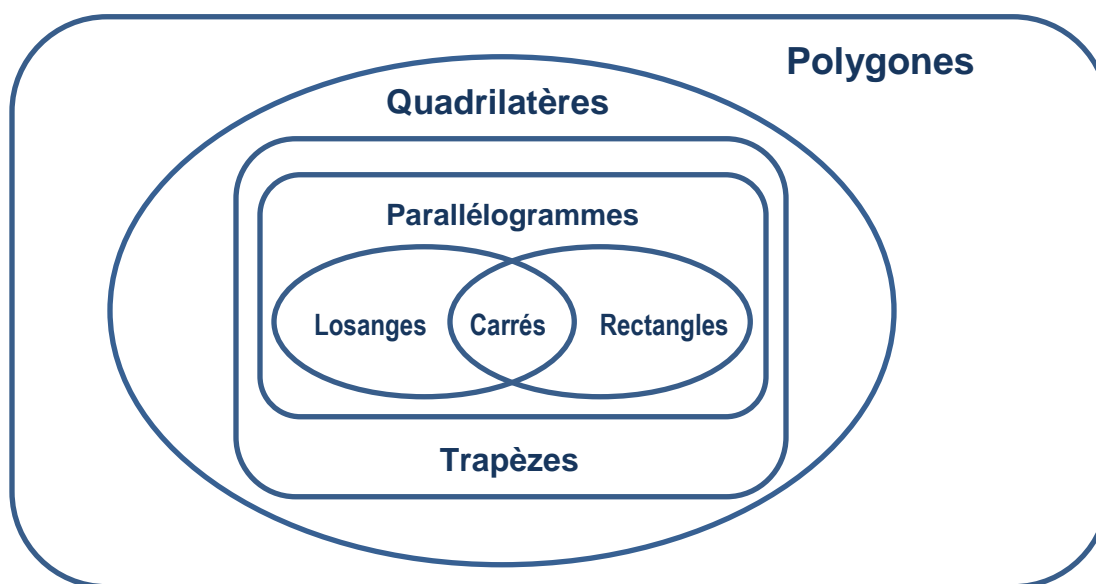 Polygones
Quadrilatères
Parallélogrammes
Losanges Carrés Rectangles
Trapèzes